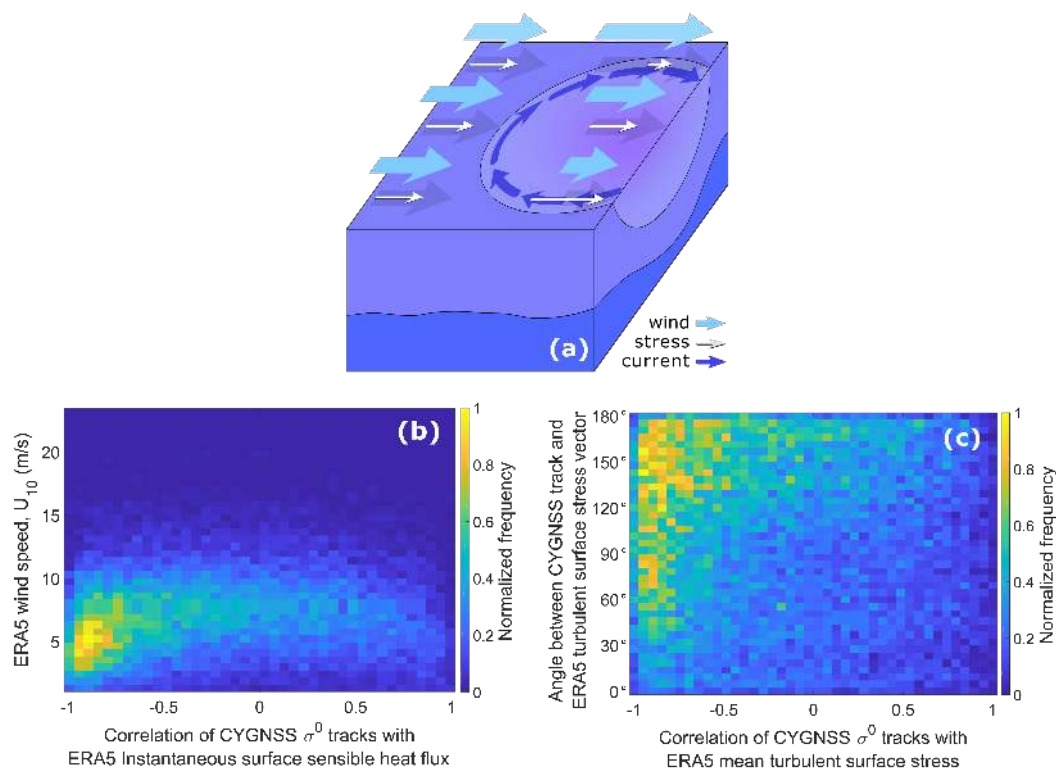 wind
stress
current
(a)
ERA5 wind speed, U10 (m/s)
20
15
10
5
-1
-0.5
0
0.5
1
(b)
1
0.8
0.6
0.4
0.2
0
Normalized frequency
Correlation of CYGNSS σ0 tracks with
ERA5 Instantaneous surface sensible heat flux
Angle between CYGNSS track and
ERA5 turbulent surface stress vector
180°
150°
120°
90°
60°
30°
0°
-1
-0.5
0
0.5
1
(c)
1
0.8
0.6
0.4
0.2
0
Normalized frequency
Correlation of CYGNSS σ0 tracks with
ERA5 mean turbulent surface stress